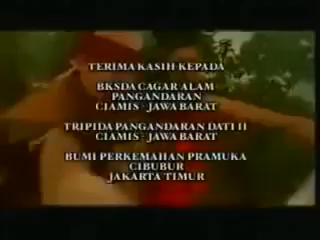 TERIMA KASIH KEPADA
BKSDA CAGAR ALAM
PANGANDARAN
CIAMIS - JAWA BARAT
TRIPIDA PANGANDARAN DATI II
CIAMIS - JAWA BARAT
BUMI PERKEMAHAN PRAMUKA
CIBUBUR
JAKARTA TIMUR